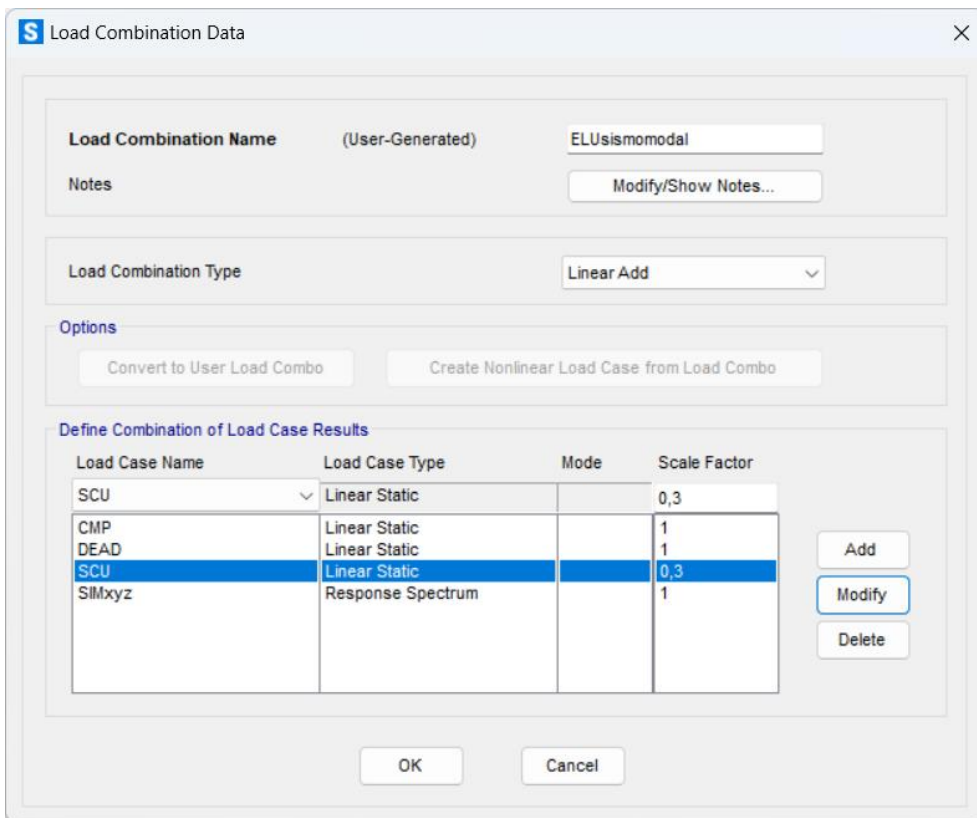 S Load Combination Data
Load Combination Name (User-Generated) ELUsismomodal
Notes Modify/Show Notes...
Load Combination Type Linear Add
Options
Convert to User Load Combo Create Nonlinear Load Case from Load Combo
Define Combination of Load Case Results
Load Case Name Load Case Type Mode Scale Factor
SCU Linear Static 0,3
CMP Linear Static 1
DEAD Linear Static 1
SCU Linear Static 0,3
SIMxyz Response Spectrum 1
Add
Modify
Delete
OK Cancel